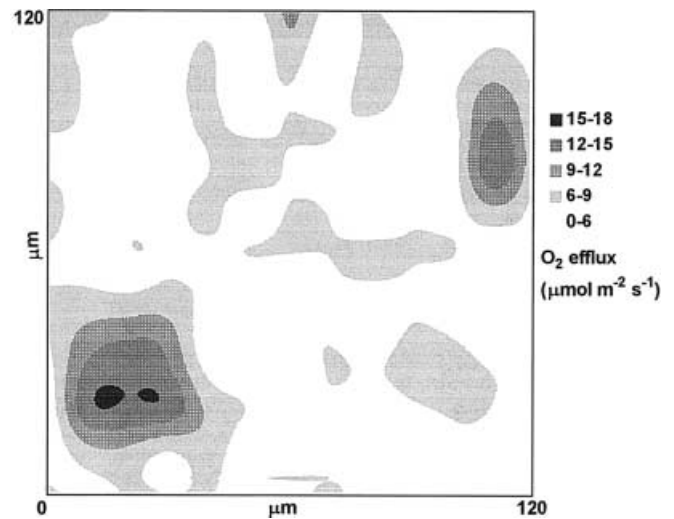 120
15-18
12-15
9-12
6-9
0-6
μm
O₂ efflux
(μmol m⁻² s⁻¹)
0
μm
120